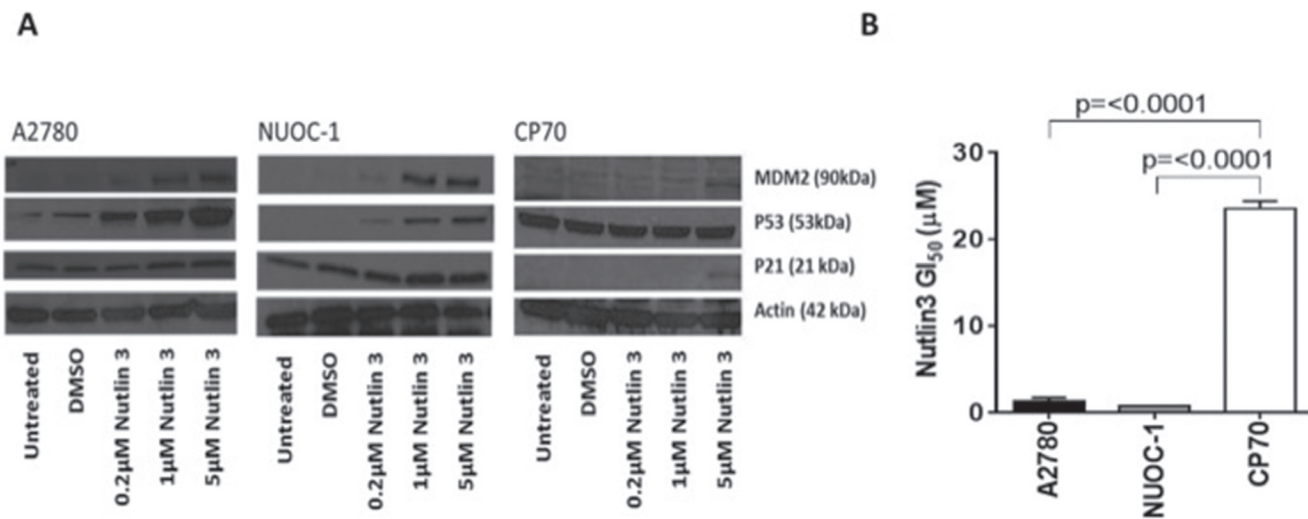 A
B
A2780
NUOC-1
CP70
MDM2 (90kDa)
P53 (53kDa)
P21 (21 kDa)
Actin (42 kDa)
Untreated
DMSO
0.2µM Nutlin 3
1µM Nutlin 3
5µM Nutlin 3
Untreated
DMSO
0.2µM Nutlin 3
1µM Nutlin 3
5µM Nutlin 3
Untreated
DMSO
0.2µM Nutlin 3
1µM Nutlin 3
5µM Nutlin 3
p=<0.0001
p=<0.0001
Nutlin3 GI50 (µM)
30
20
10
0
A2780
NUOC-1
CP70